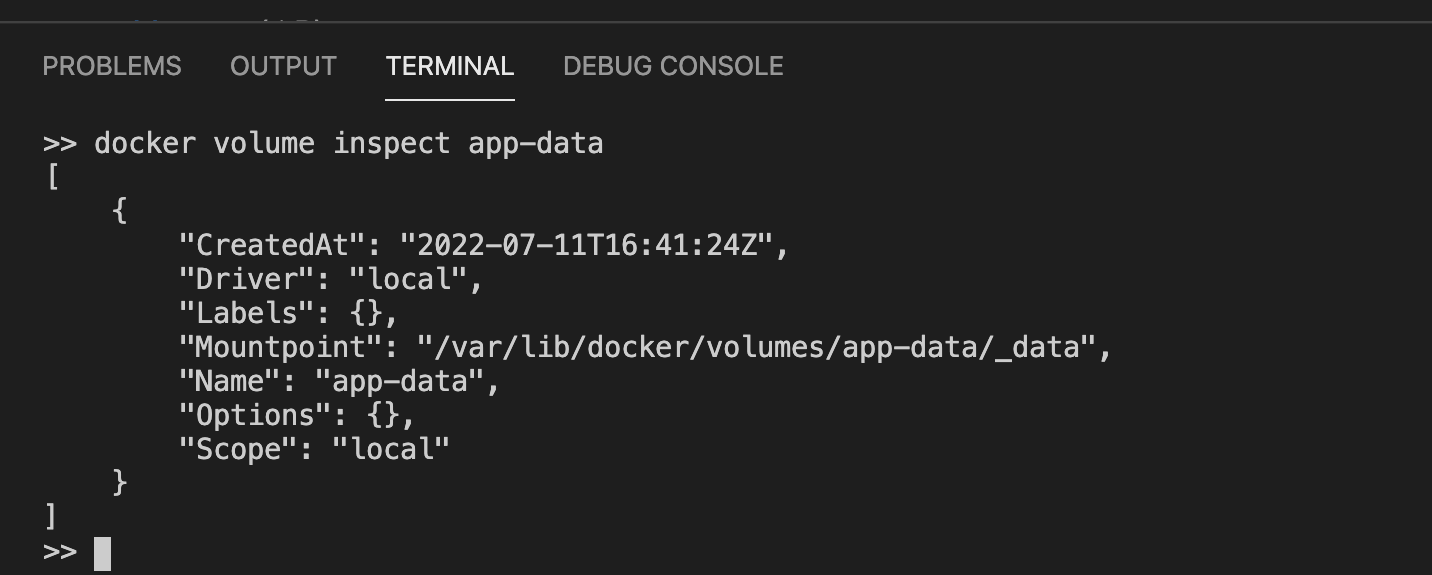 PROBLEMS OUTPUT TERMINAL DEBUG CONSOLE
>> docker volume inspect app-data
[
    {
        "CreatedAt": "2022-07-11T16:41:24Z",
        "Driver": "local",
        "Labels": {},
        "Mountpoint": "/var/lib/docker/volumes/app-data/_data",
        "Name": "app-data",
        "Options": {},
        "Scope": "local"
    }
]
>>